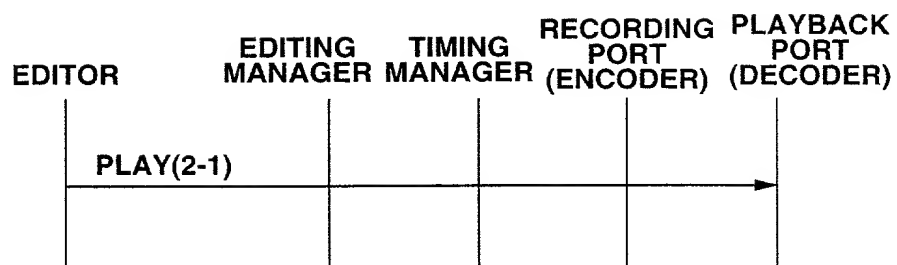 EDITOR
EDITING
MANAGER
TIMING
MANAGER
RECORDING
PORT
(ENCODER)
PLAYBACK
PORT
(DECODER)
PLAY(2-1)